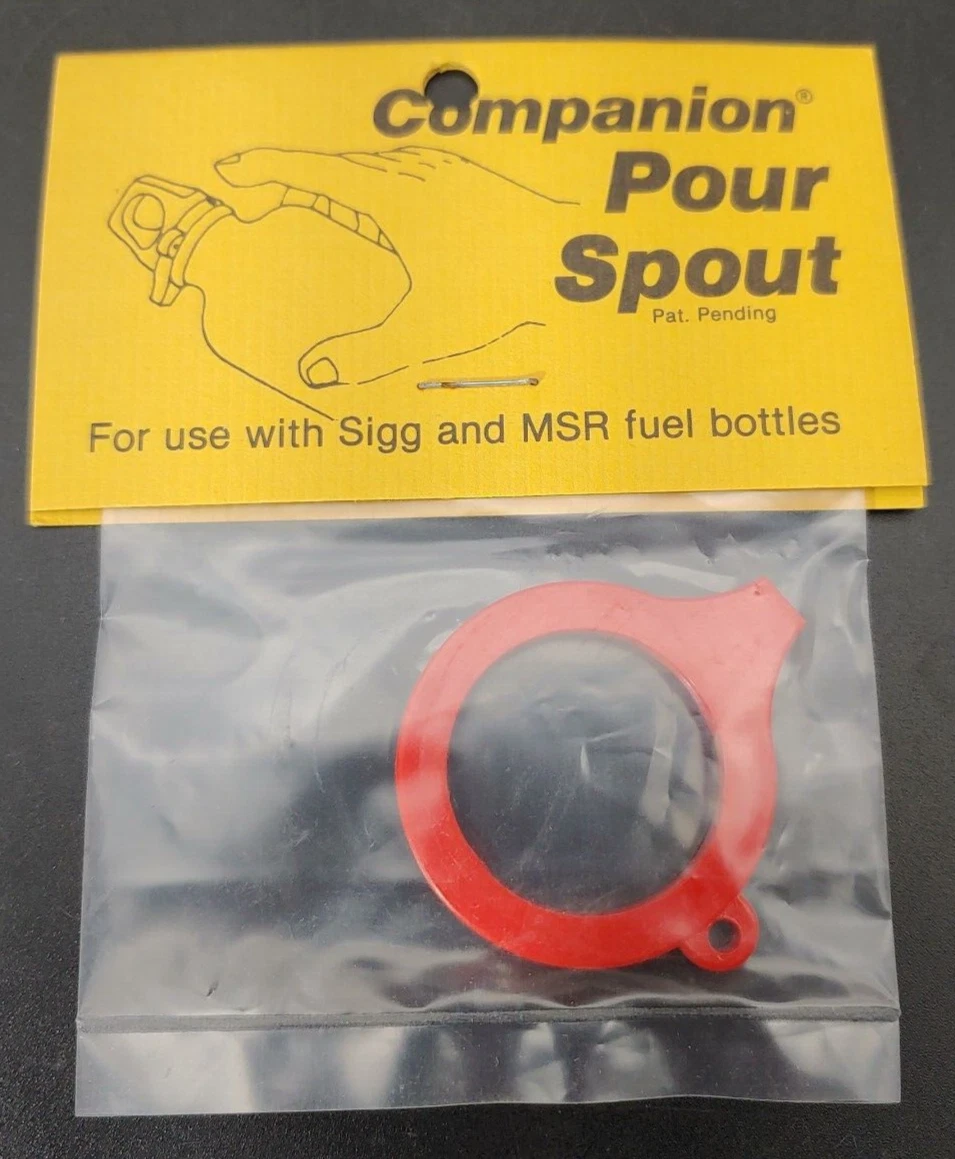 Companion®
Pour
Spout
Pat. Pending
For use with Sigg and MSR fuel bottles